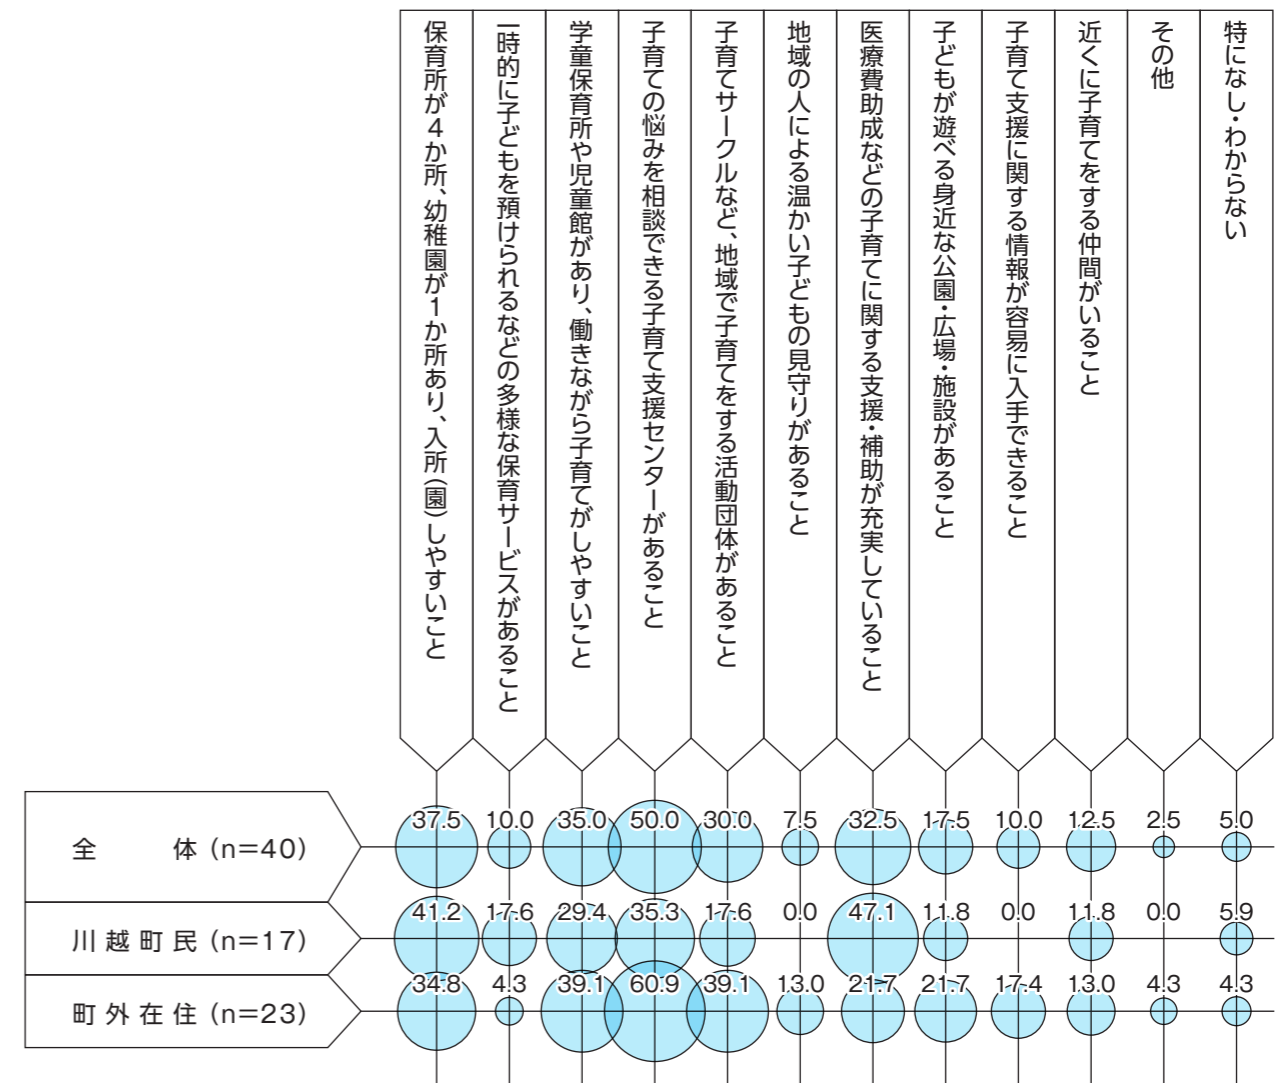 保育所が4か所、幼稚園が1か所あり、入所(園)しやすいこと
一時的に子どもを預けられるなどの多様な保育サービスがあること
学童保育所や児童館があり、働きながら子育てがしやすいこと
子育ての悩みを相談できる子育て支援センターがあること
子育てサークルなど、地域で子育てをする活動団体があること
地域の人による温かい子どもの見守りがあること
医療費助成などの子育てに関する支援・補助が充実していること
子どもが遊べる身近な公園・広場・施設があること
子育て支援に関する情報が容易に入手できること
近くに子育てをする仲間がいること
その他
特になし・わからない
全体(n=40) 37.5 10.0 35.0 50.0 30.0 7.5 32.5 17.5 10.0 12.5 2.5 5.0
川越町民(n=17) 41.2 17.6 29.4 35.3 17.6 0.0 47.1 11.8 0.0 11.8 0.0 5.9
町外在住(n=23) 34.8 4.3 39.1 60.9 39.1 13.0 21.7 21.7 17.4 13.0 4.3 4.3